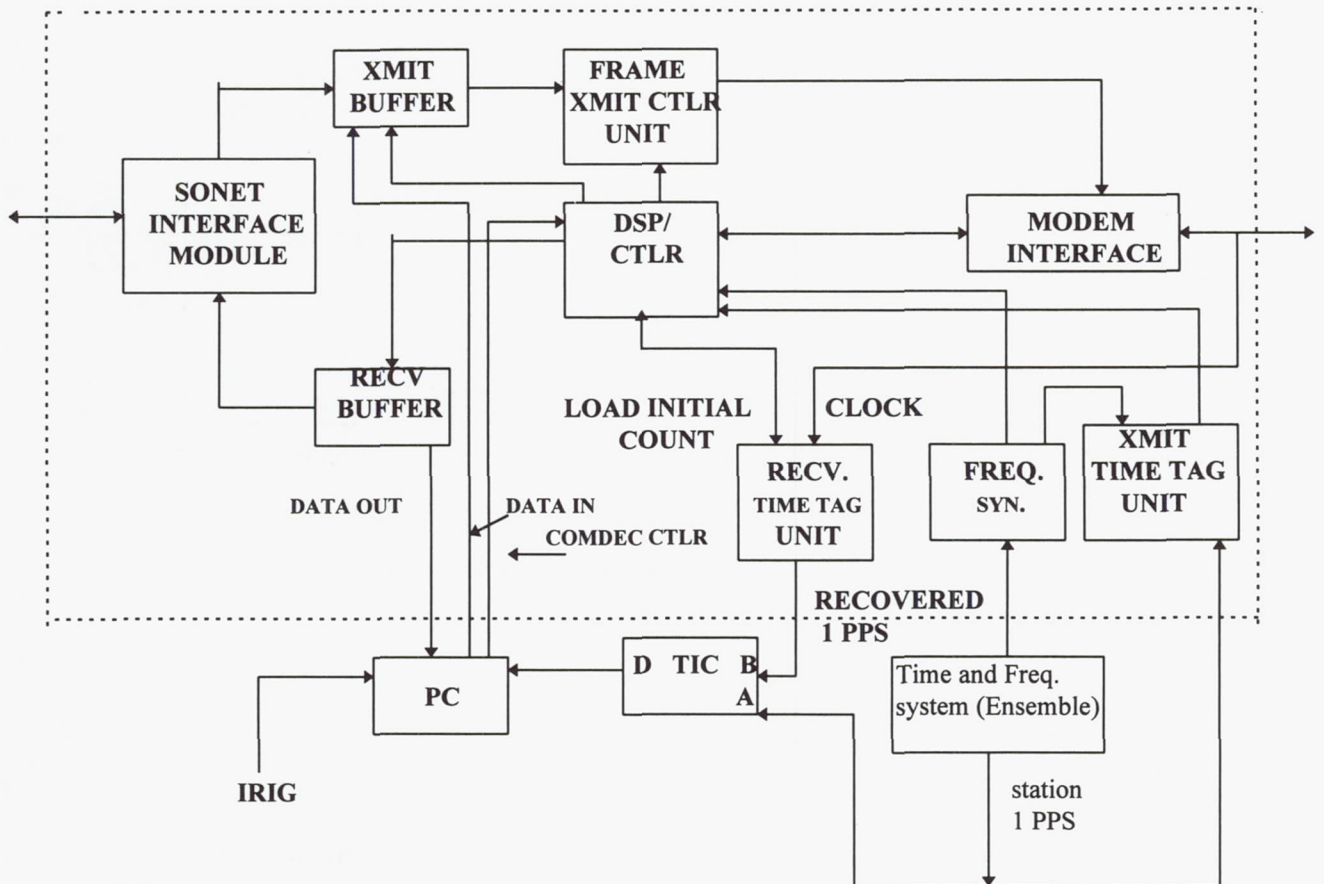 XMIT
BUFFER
FRAME
XMIT CTLR
UNIT
SONET
INTERFACE
MODULE
DSP/
CTLR
MODEM
INTERFACE
RECV
BUFFER
LOAD INITIAL
COUNT
CLOCK
RECV.
TIME TAG
UNIT
FREQ.
SYN.
XMIT
TIME TAG
UNIT
DATA OUT
DATA IN
COMDEC CTLR
RECOVERED
1 PPS
PC
D TIC B
A
Time and Freq.
system (Ensemble)
IRIG
station
1 PPS